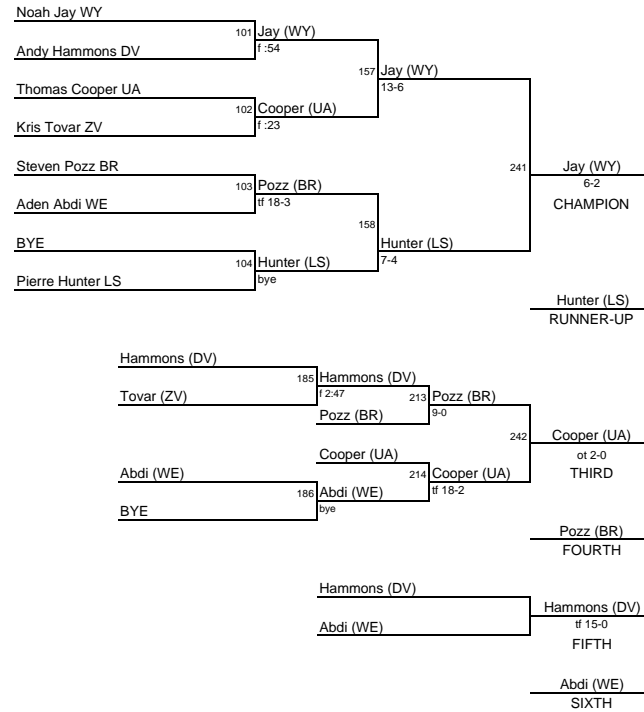 Noah Jay WY
101 Jay (WY)
f :54
Andy Hammons DV
157 Jay (WY)
13-6
Thomas Cooper UA
102 Cooper (UA)
f :23
Kris Tovar ZV
241 Jay (WY)
6-2
CHAMPION
Steven Pozz BR
103 Pozz (BR)
tf 18-3
Aden Abdi WE
158 Hunter (LS)
7-4
BYE
104 Hunter (LS)
bye
Pierre Hunter LS
Hunter (LS)
RUNNER-UP
Hammons (DV)
185 Hammons (DV)
f 2:47
Tovar (ZV)
213 Pozz (BR)
9-0
Pozz (BR)
242 Cooper (UA)
ot 2-0
THIRD
Cooper (UA)
214 Cooper (UA)
tf 18-2
Abdi (WE)
186 Abdi (WE)
bye
BYE
Pozz (BR)
FOURTH
Hammons (DV)
Hammons (DV)
tf 15-0
FIFTH
Abdi (WE)
Abdi (WE)
SIXTH